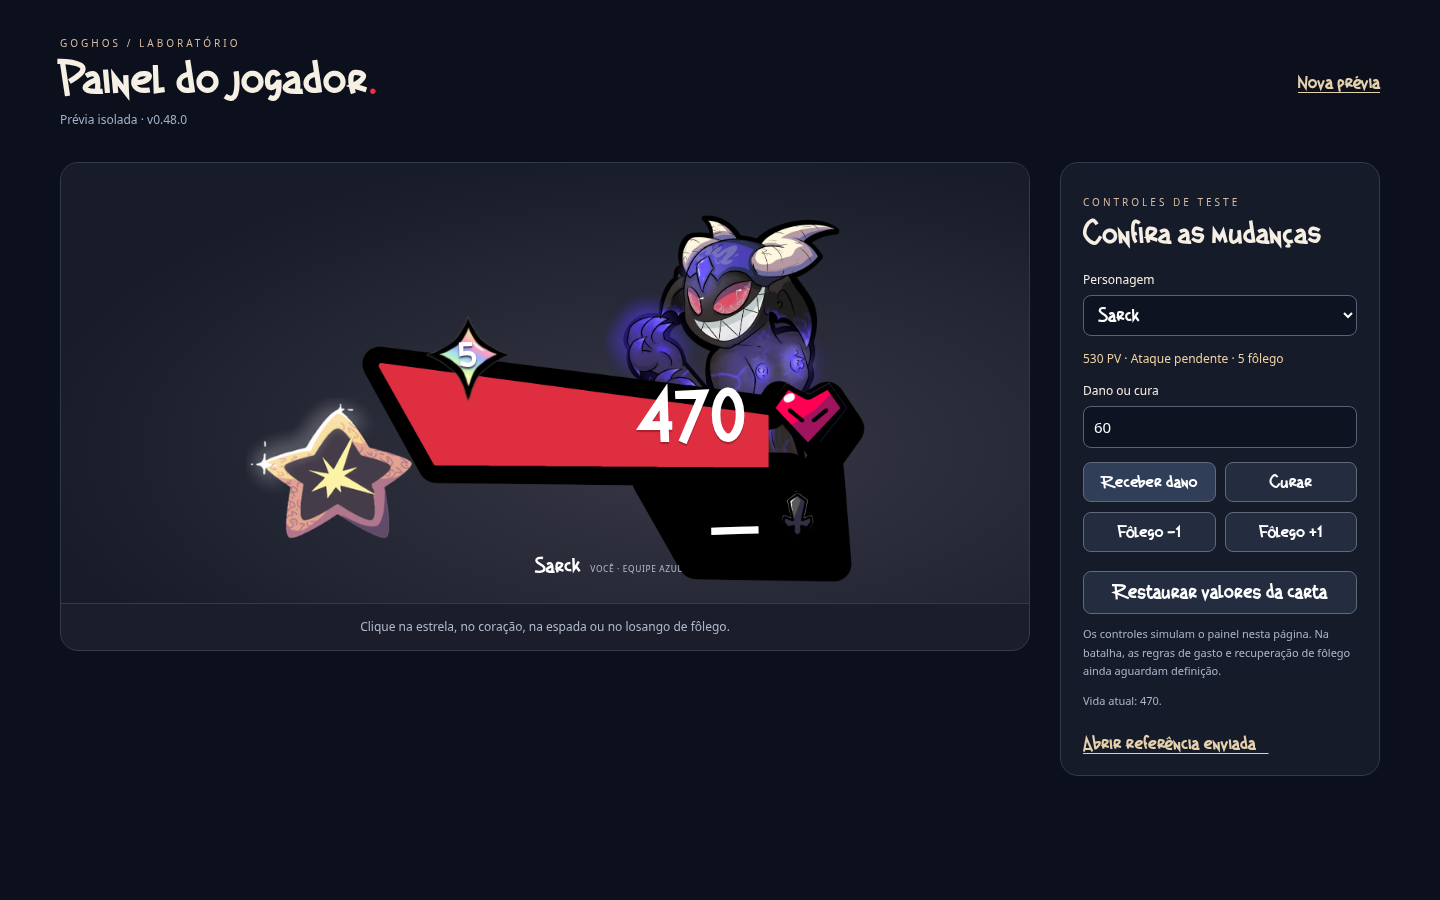 GOGHOS / LABORATÓRIO
Painel do jogador.
Prévia isolada · v0.48.0
Nova prévia
5
470
—
Sarck VOCÊ · EQUIPE AZUL
Clique na estrela, no coração, na espada ou no losango de fôlego.
CONTROLES DE TESTE
Confira as mudanças
Personagem
Sarck
530 PV · Ataque pendente · 5 fôlego
Dano ou cura
60
Receber dano
Curar
Fôlego −1
Fôlego +1
Restaurar valores da carta
Os controles simulam o painel nesta página. Na
batalha, as regras de gasto e recuperação de fôlego
ainda aguardam definição.
Vida atual: 470.
Abrir referência enviada